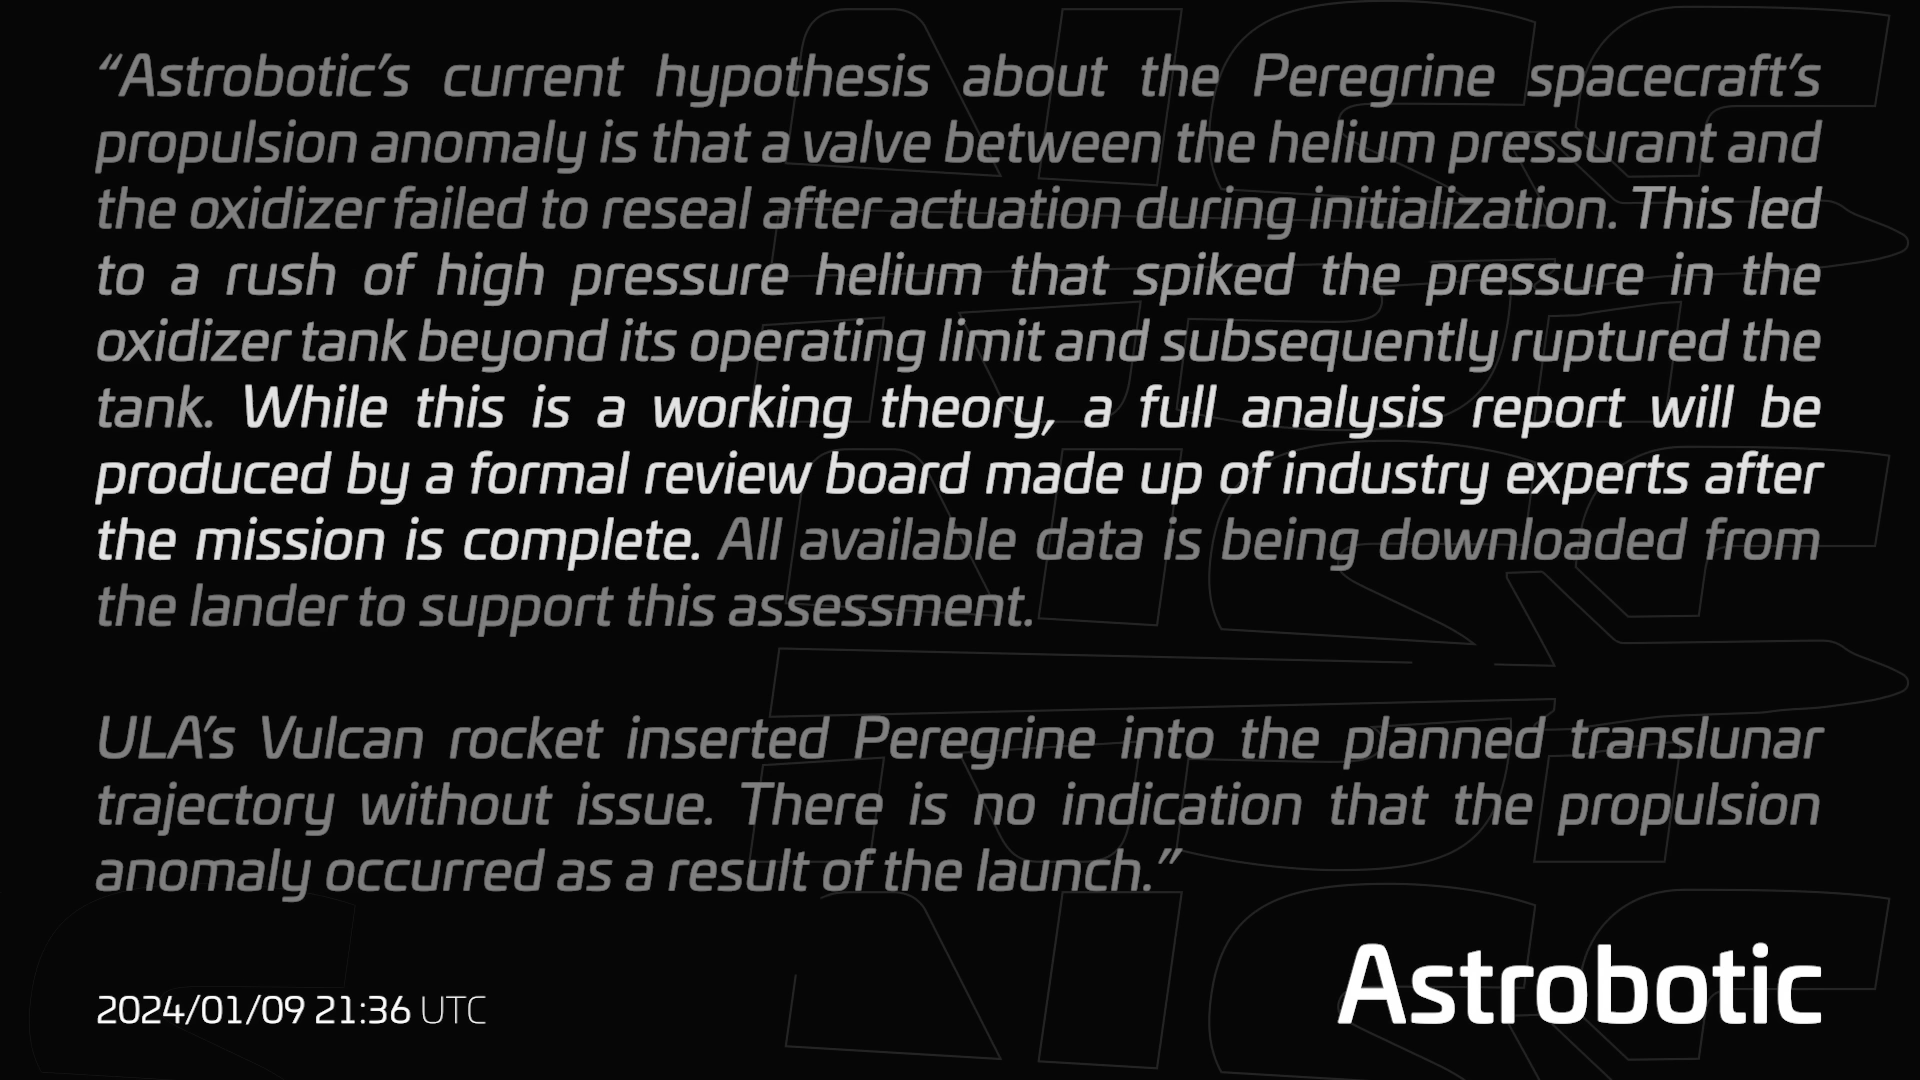 “Astrobotic’s current hypothesis about the Peregrine spacecraft’s
propulsion anomaly is that a valve between the helium pressurant and
the oxidizer failed to reseal after actuation during initialization. This led
to a rush of high pressure helium that spiked the pressure in the
oxidizer tank beyond its operating limit and subsequently ruptured the
tank. While this is a working theory, a full analysis report will be
produced by a formal review board made up of industry experts after
the mission is complete. All available data is being downloaded from
the lander to support this assessment.
ULA’s Vulcan rocket inserted Peregrine into the planned translunar
trajectory without issue. There is no indication that the propulsion
anomaly occurred as a result of the launch.”
2024/01/09 21:36 UTC
Astrobotic